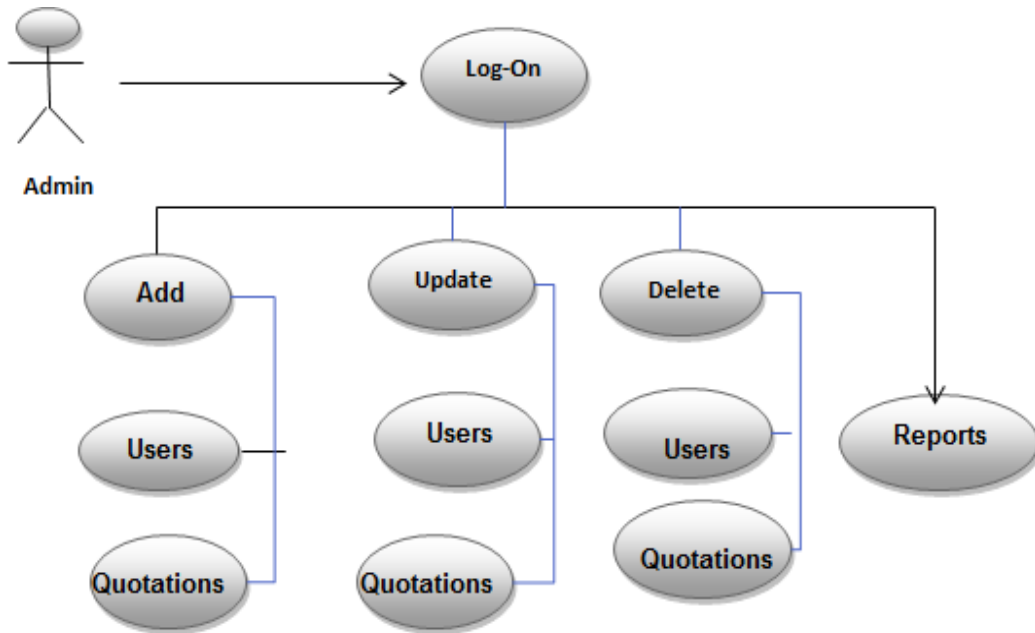 Log-On
Admin
Add
Update
Delete
Users
Users
Users
Reports
Quotations
Quotations
Quotations